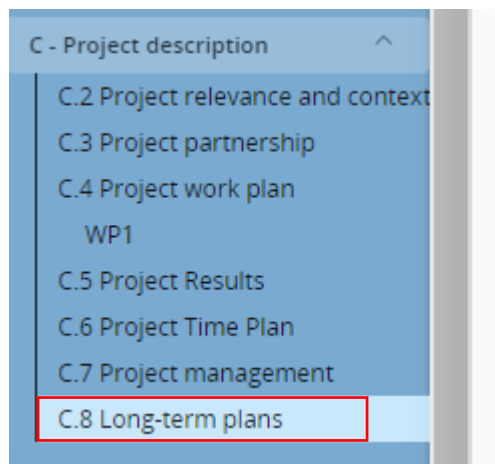 C - Project description
C.2 Project relevance and context
C.3 Project partnership
C.4 Project work plan
WP1
C.5 Project Results
C.6 Project Time Plan
C.7 Project management
C.8 Long-term plans